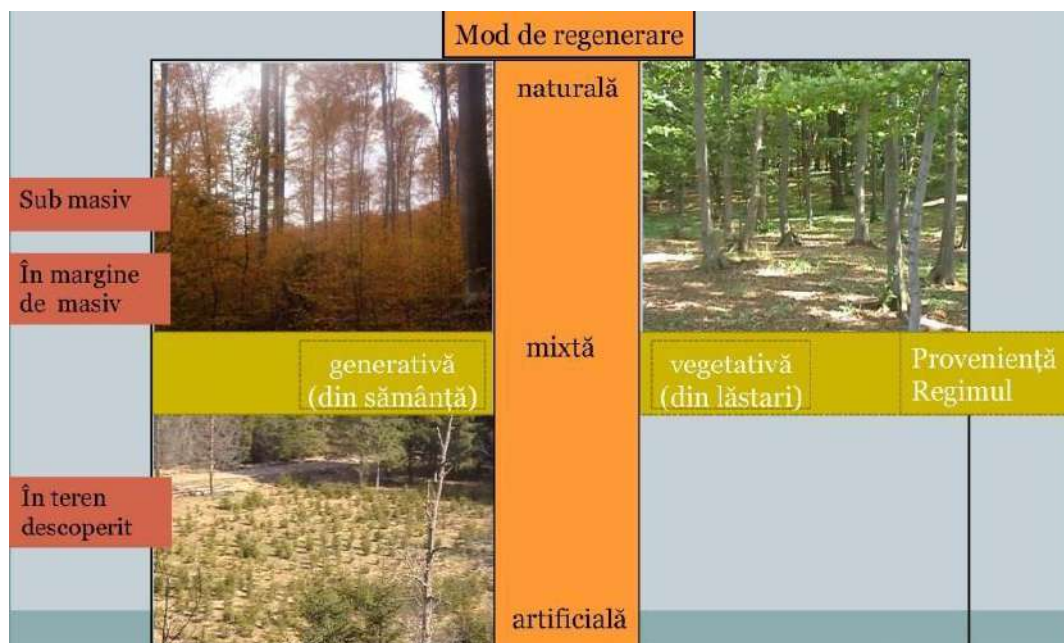 Mod de regenerare
naturală
Sub masiv
În margine
de masiv
mixtă
generativă
(din sămânță)
vegetativă
(din lăstari)
Proveniență
Regimul
În teren
descoperit
artificială